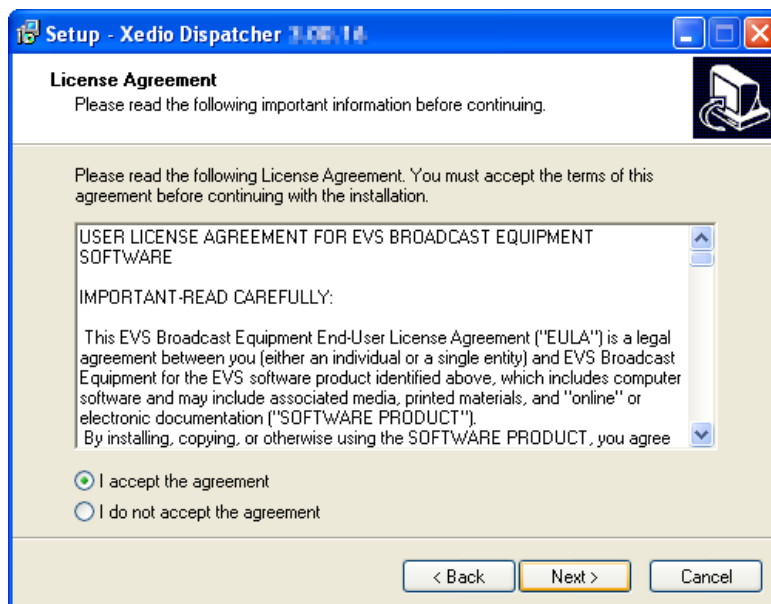 Setup - Xedio Dispatcher
License Agreement
Please read the following important information before continuing.
Please read the following License Agreement. You must accept the terms of this
agreement before continuing with the installation.
USER LICENSE AGREEMENT FOR EVS BROADCAST EQUIPMENT
SOFTWARE
IMPORTANT-READ CAREFULLY:
This EVS Broadcast Equipment End-User License Agreement ("EULA") is a legal
agreement between you (either an individual or a single entity) and EVS Broadcast
Equipment for the EVS software product identified above, which includes computer
software and may include associated media, printed materials, and "online" or
electronic documentation ("SOFTWARE PRODUCT").
By installing, copying, or otherwise using the SOFTWARE PRODUCT, you agree
I accept the agreement
I do not accept the agreement
< Back
Next >
Cancel